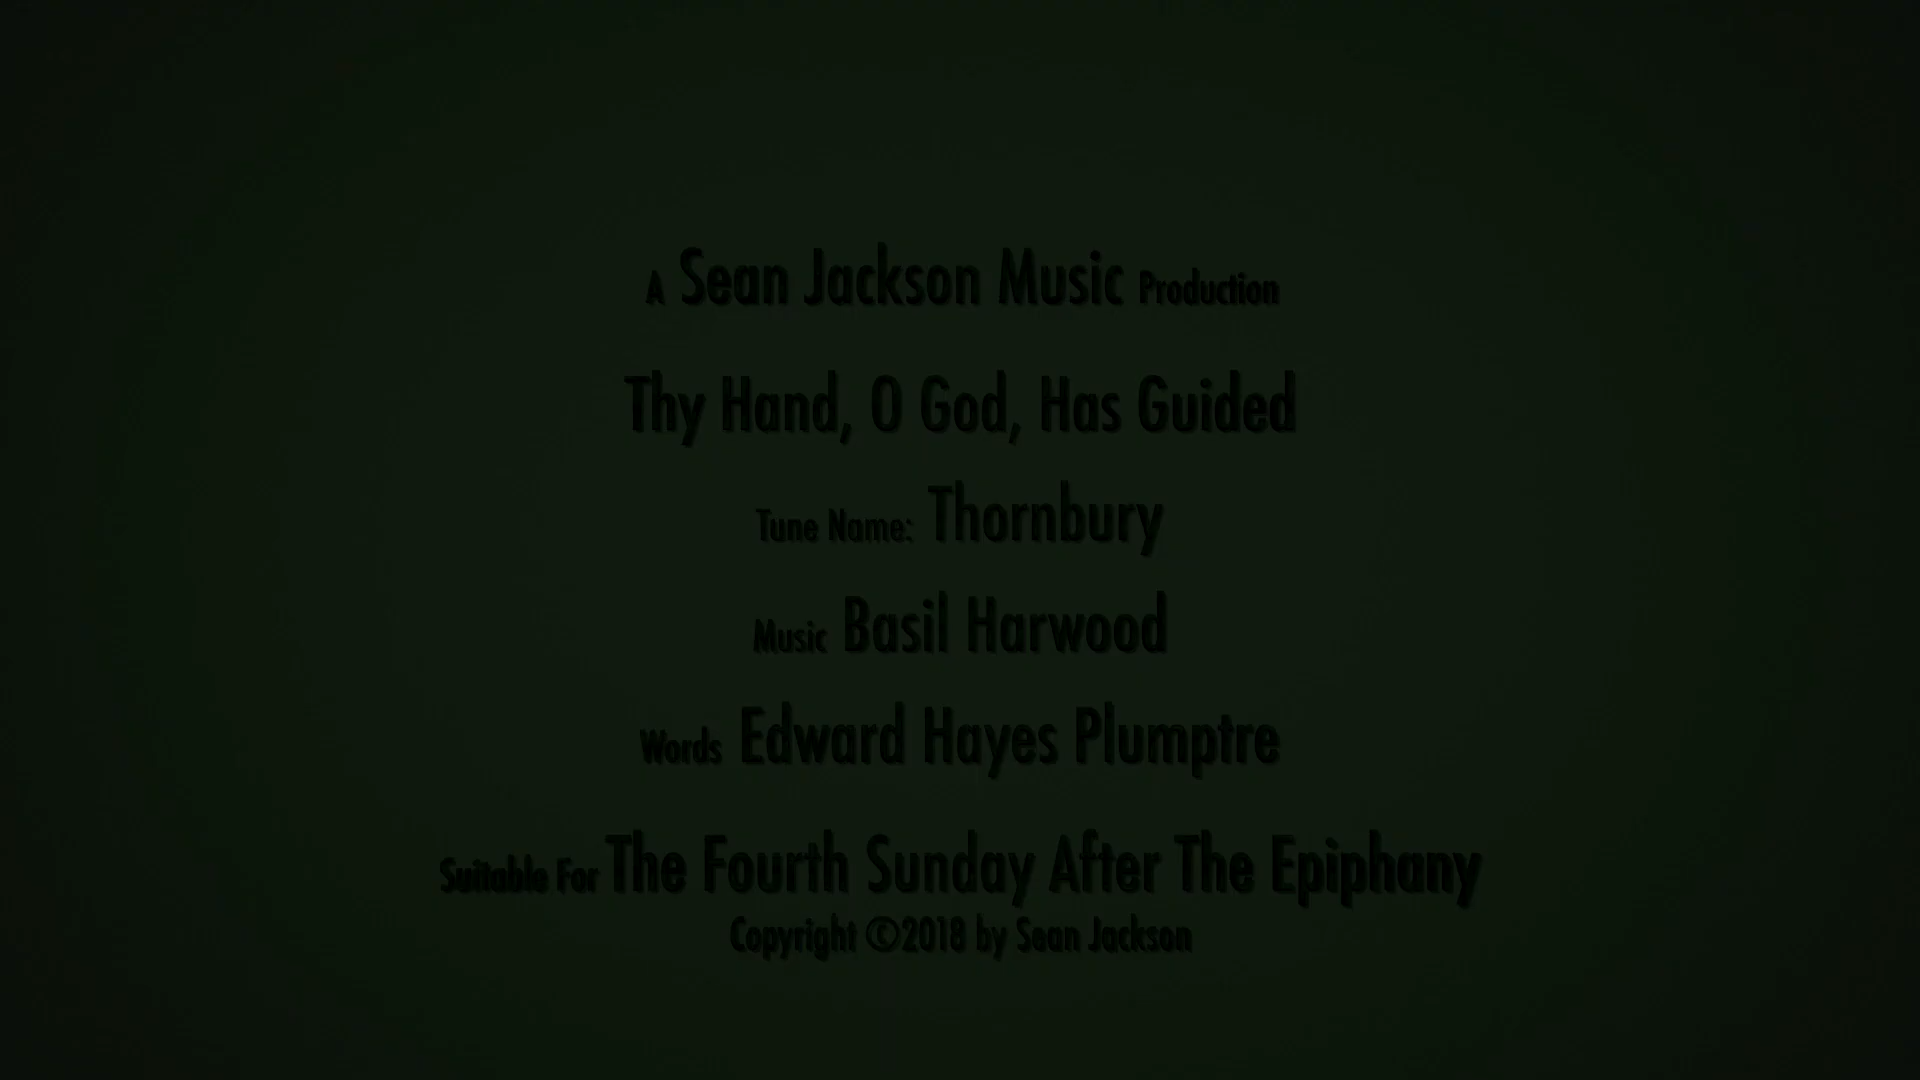 A Sean Jackson Music Production
Thy Hand, O God, Has Guided
Tune Name: Thornbury
Music Basil Harwood
Words Edward Hayes Plumptre
Suitable For The Fourth Sunday After The Epiphany
Copyright ©2018 by Sean Jackson